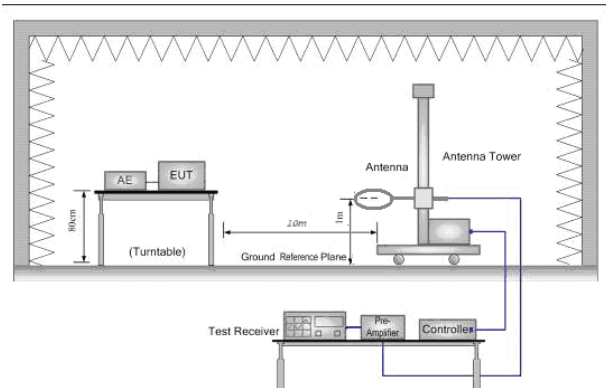 Antenna Tower
Antenna
AE
EUT
80cm
10m
1m
(Turntable)
Ground Reference Plane
Test Receiver
Pre-
Amplifier
Controller